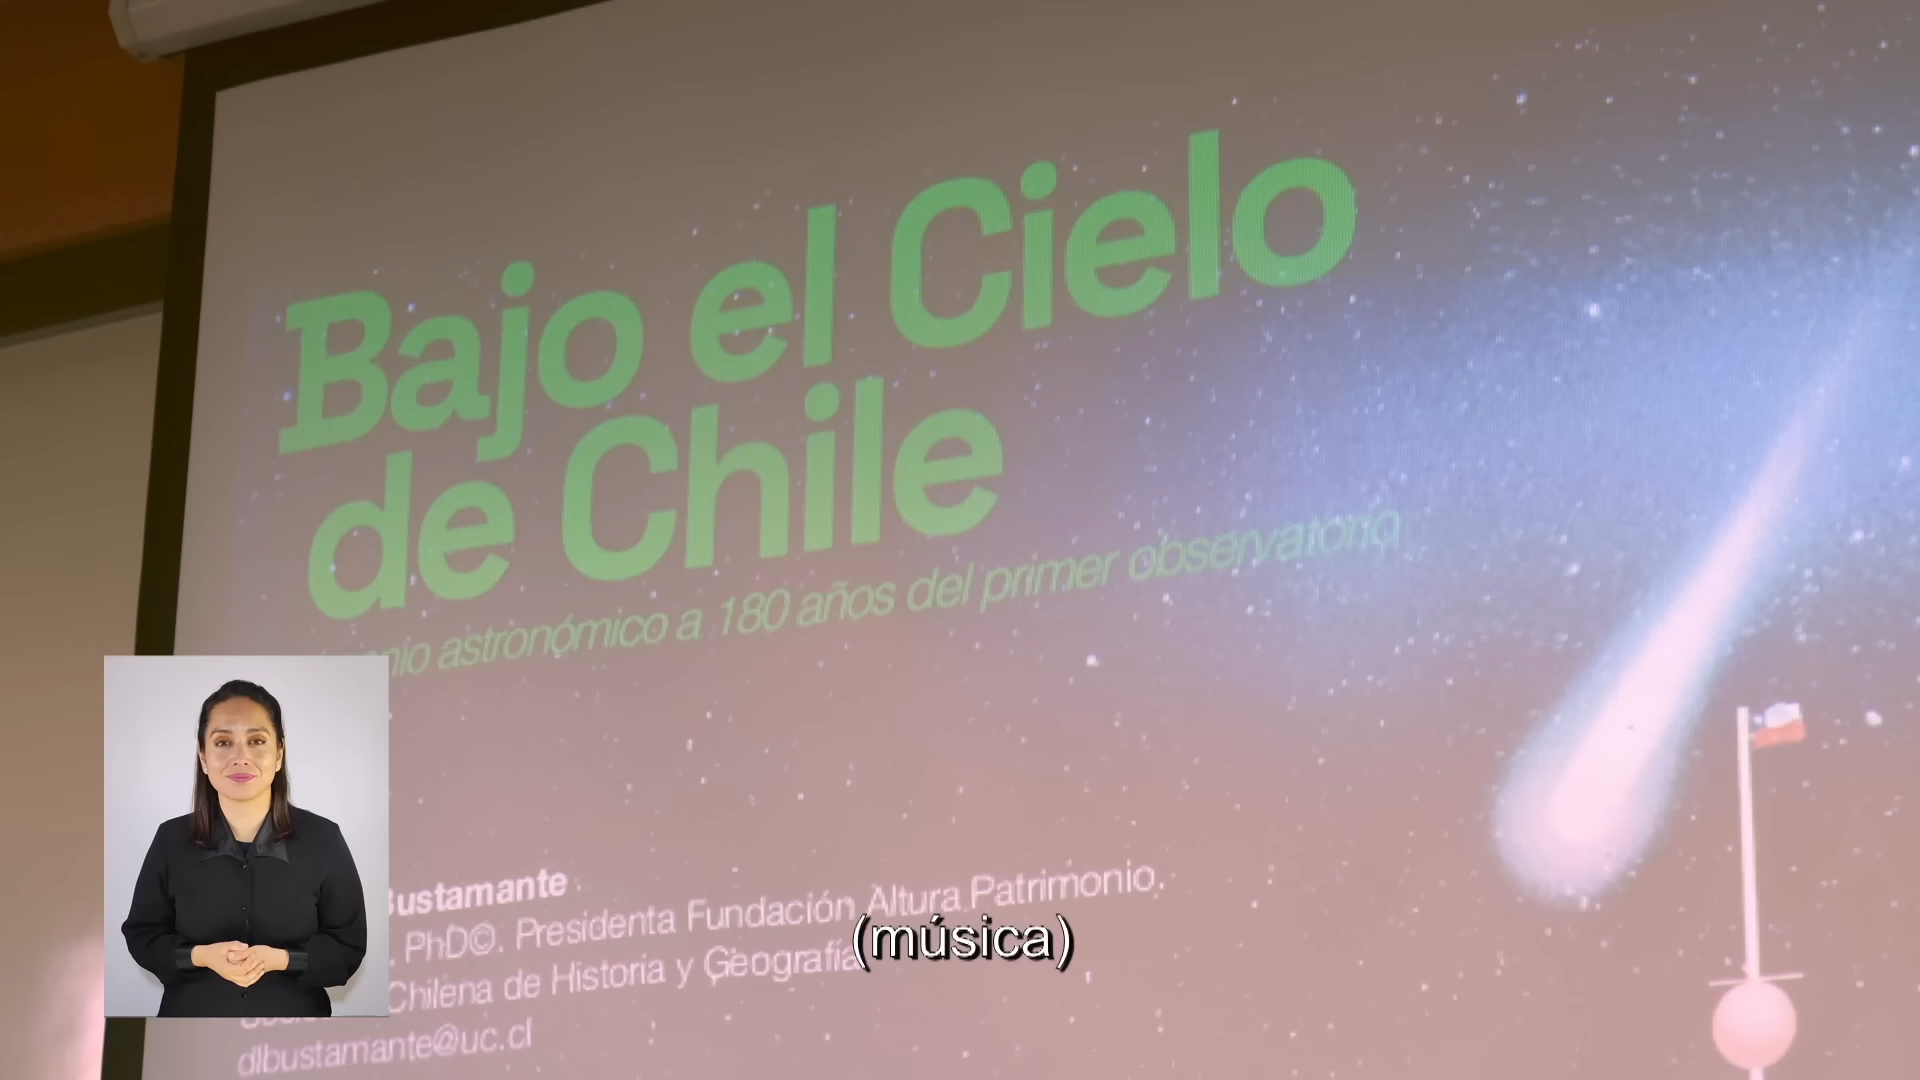 Bajo el Cielo
de Chile
astronómico a 180 años del primer observatorio
Bustamante
PhD©. Presidenta Fundación Altura Patrimonio.
Chilena de Historia y Geografía
dlbustamante@uc.cl
(música)